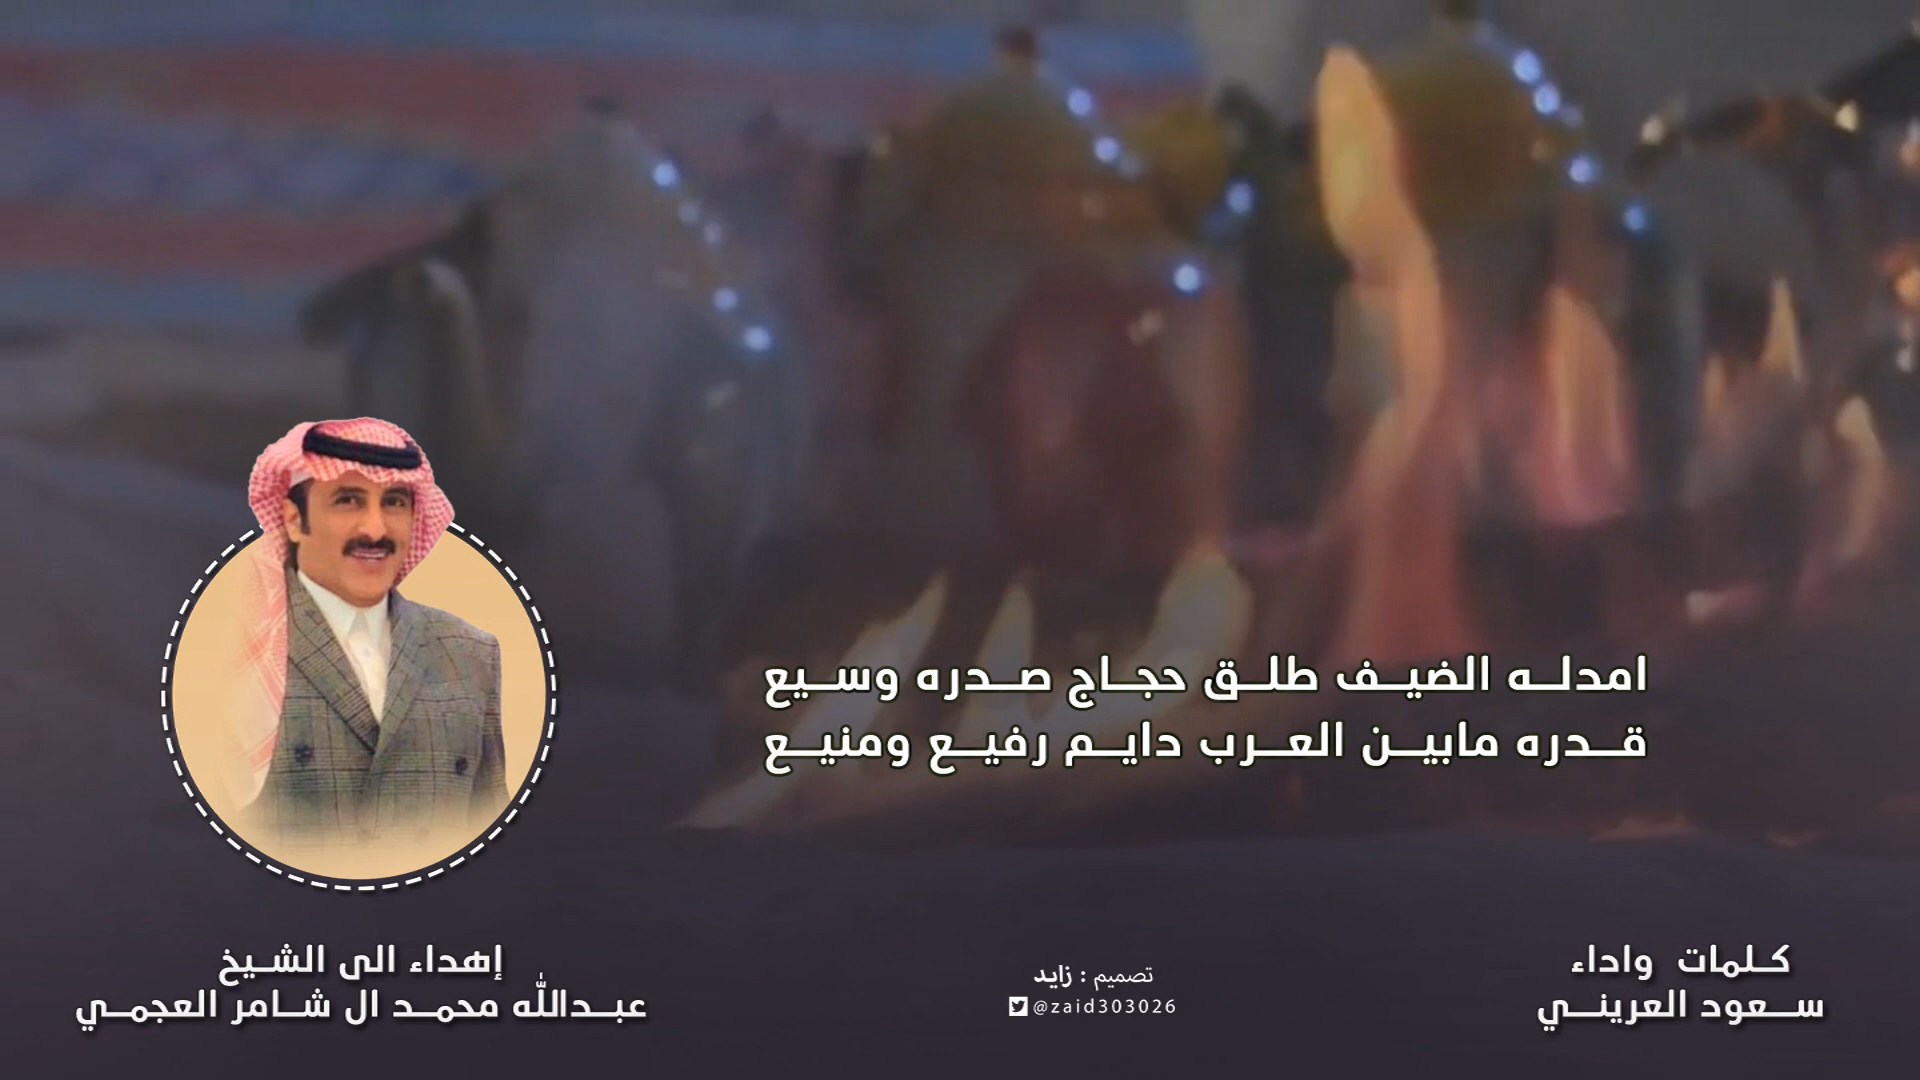 امدله الضيف طلق حجاج صدره وسيع
قدره مابين العرب دايم رفيع ومنيع
كلمات واداء
سعود العريني
تصميم : زايد
@zaid303026
إهداء الى الشيخ
عبدالله محمد ال شامر العجمي